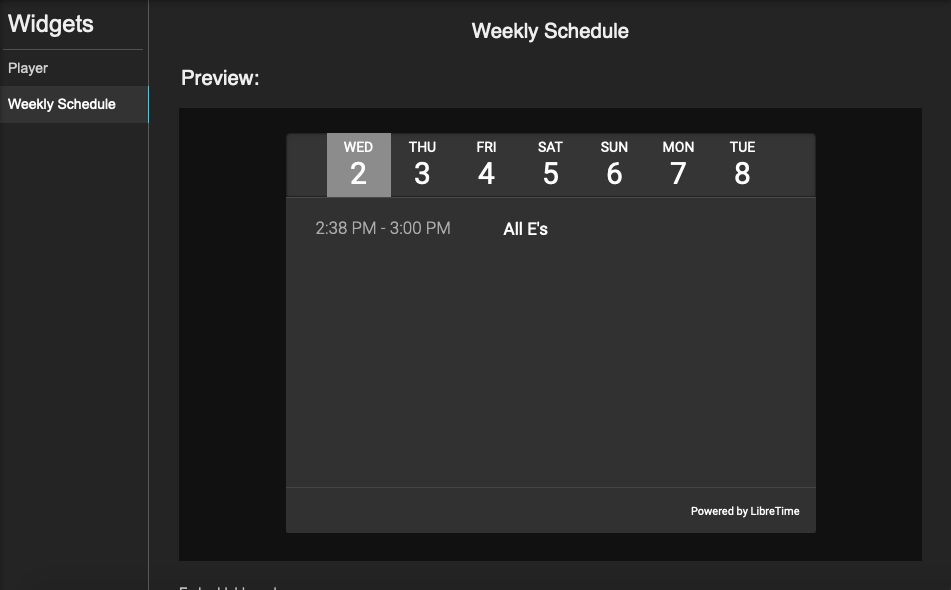 Widgets
Player
Weekly Schedule
Weekly Schedule
Preview:
WED THU FRI SAT SUN MON TUE
2 3 4 5 6 7 8
2:38 PM - 3:00 PM All E's
Powered by LibreTime